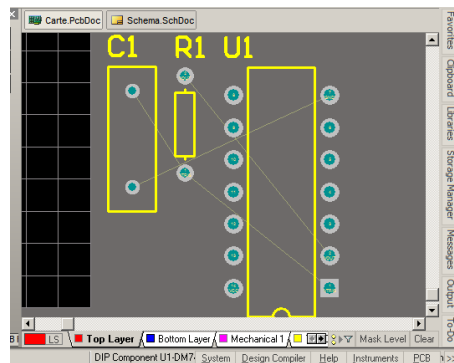 Carte.PcbDoc Schema.SchDoc
C1 R1 U1
Favorites
Clipboard
Libraries
Storage Manager
Messages
Output
To-Do
LS Top Layer Bottom Layer Mechanical 1 Mask Level Clear
DIP Component U1-DM74 System Design Compiler Help Instruments PCB